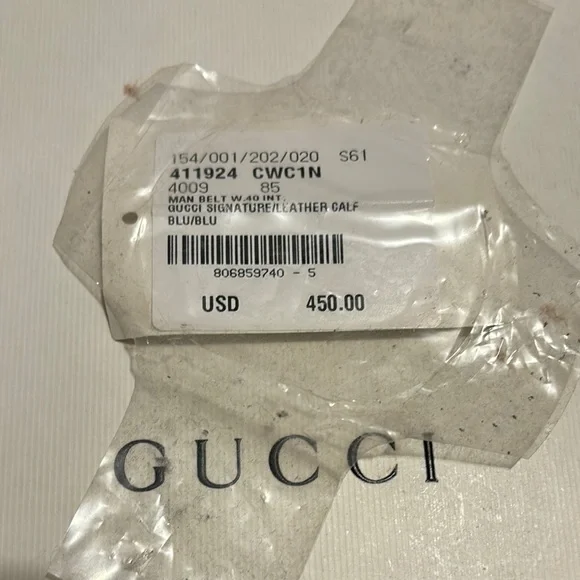 154/001/202/020 S61
411924 CWC1N
4009 85
MAN BELT W.40 INT.
GUCCI SIGNATURE/LEATHER CALF
BLU/BLU
806859740 - 5
USD 450.00
GUCCI